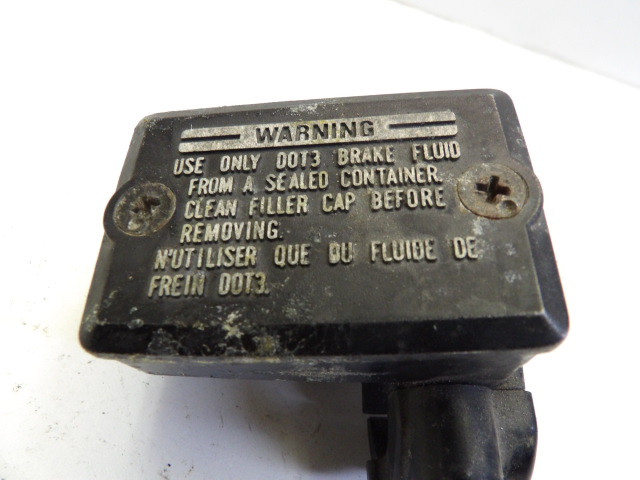 WARNING
USE ONLY DOT3 BRAKE FLUID
FROM A SEALED CONTAINER.
CLEAN FILLER CAP BEFORE
REMOVING.
N'UTILISER QUE DU FLUIDE DE
FREIN DOT3.